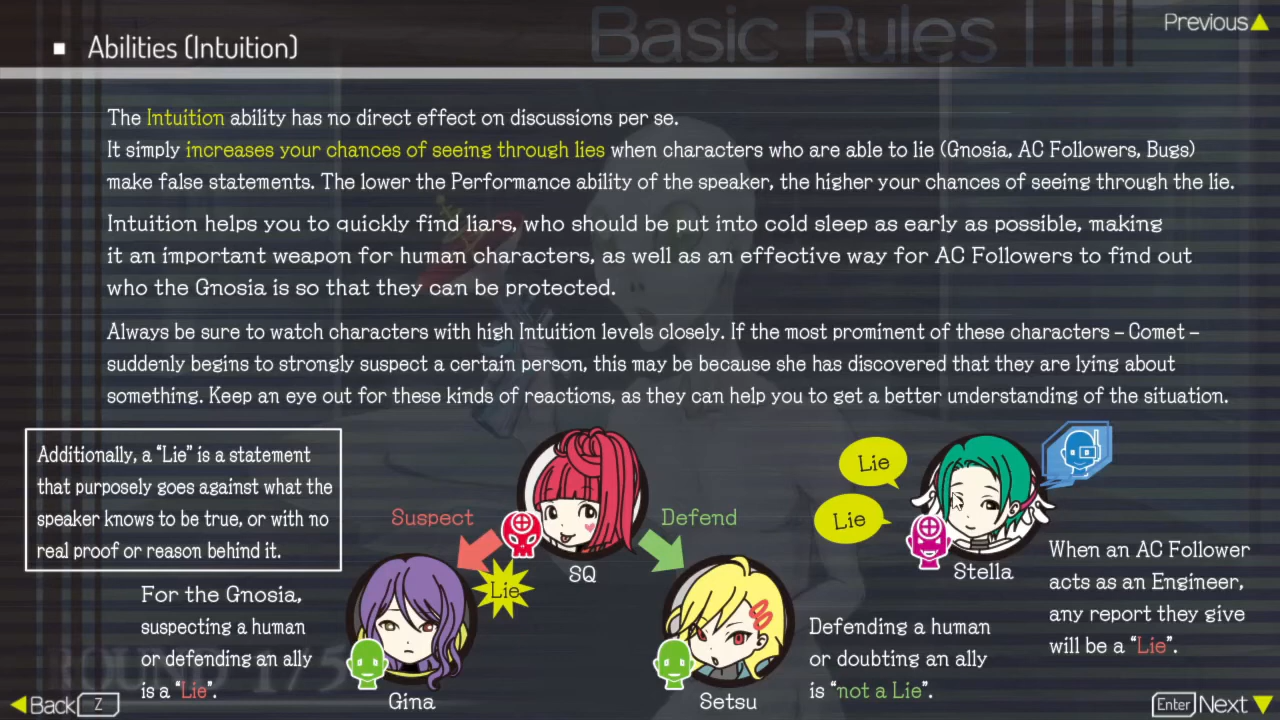 Basic Rules
Previous
Abilities (Intuition)
The Intuition ability has no direct effect on discussions per se.
It simply increases your chances of seeing through lies when characters who are able to lie (Gnosia, AC Followers, Bugs)
make false statements. The lower the Performance ability of the speaker, the higher your chances of seeing through the lie.
Intuition helps you to quickly find liars, who should be put into cold sleep as early as possible, making
it an important weapon for human characters, as well as an effective way for AC Followers to find out
who the Gnosia is so that they can be protected.
Always be sure to watch characters with high Intuition levels closely. If the most prominent of these characters – Comet –
suddenly begins to strongly suspect a certain person, this may be because she has discovered that they are lying about
something. Keep an eye out for these kinds of reactions, as they can help you to get a better understanding of the situation.
Additionally, a “Lie” is a statement
that purposely goes against what the
speaker knows to be true, or with no
real proof or reason behind it.
For the Gnosia,
suspecting a human
or defending an ally
is a “Lie”.
Suspect
Defend
Lie
SQ
Gina
Setsu
Lie
Lie
Stella
Defending a human
or doubting an ally
is “not a Lie”.
When an AC Follower
acts as an Engineer,
any report they give
will be a “Lie”.
Back Z
Enter Next